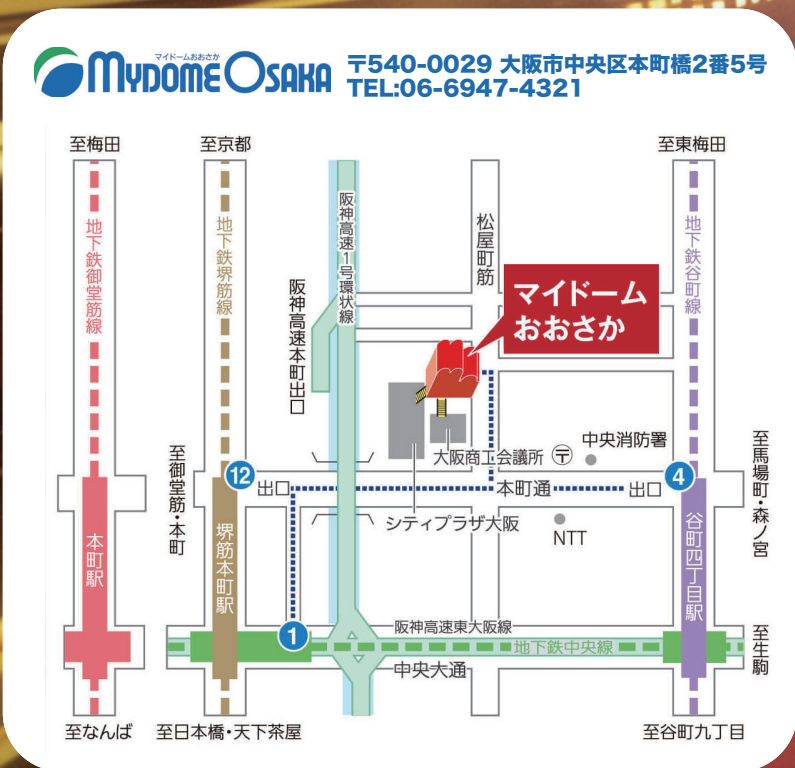 マイドームおおさか
MYDOME OSAKA
〒540-0029 大阪市中央区本町橋2番5号
TEL:06-6947-4321
至梅田
至京都
至東梅田
地下鉄御堂筋線
地下鉄堺筋線
阪神高速1号環状線
松屋町筋
地下鉄谷町線
阪神高速本町出口
マイドーム
おおさか
大阪商工会議所
〒
中央消防署
至御堂筋・本町
12
出口
本町通
出口
4
至馬場町・森ノ宮
シティプラザ大阪
NTT
本町駅
堺筋本町駅
谷町四丁目駅
1
阪神高速東大阪線
地下鉄中央線
中央大通
至生駒
至なんば
至日本橋・天下茶屋
至谷町九丁目